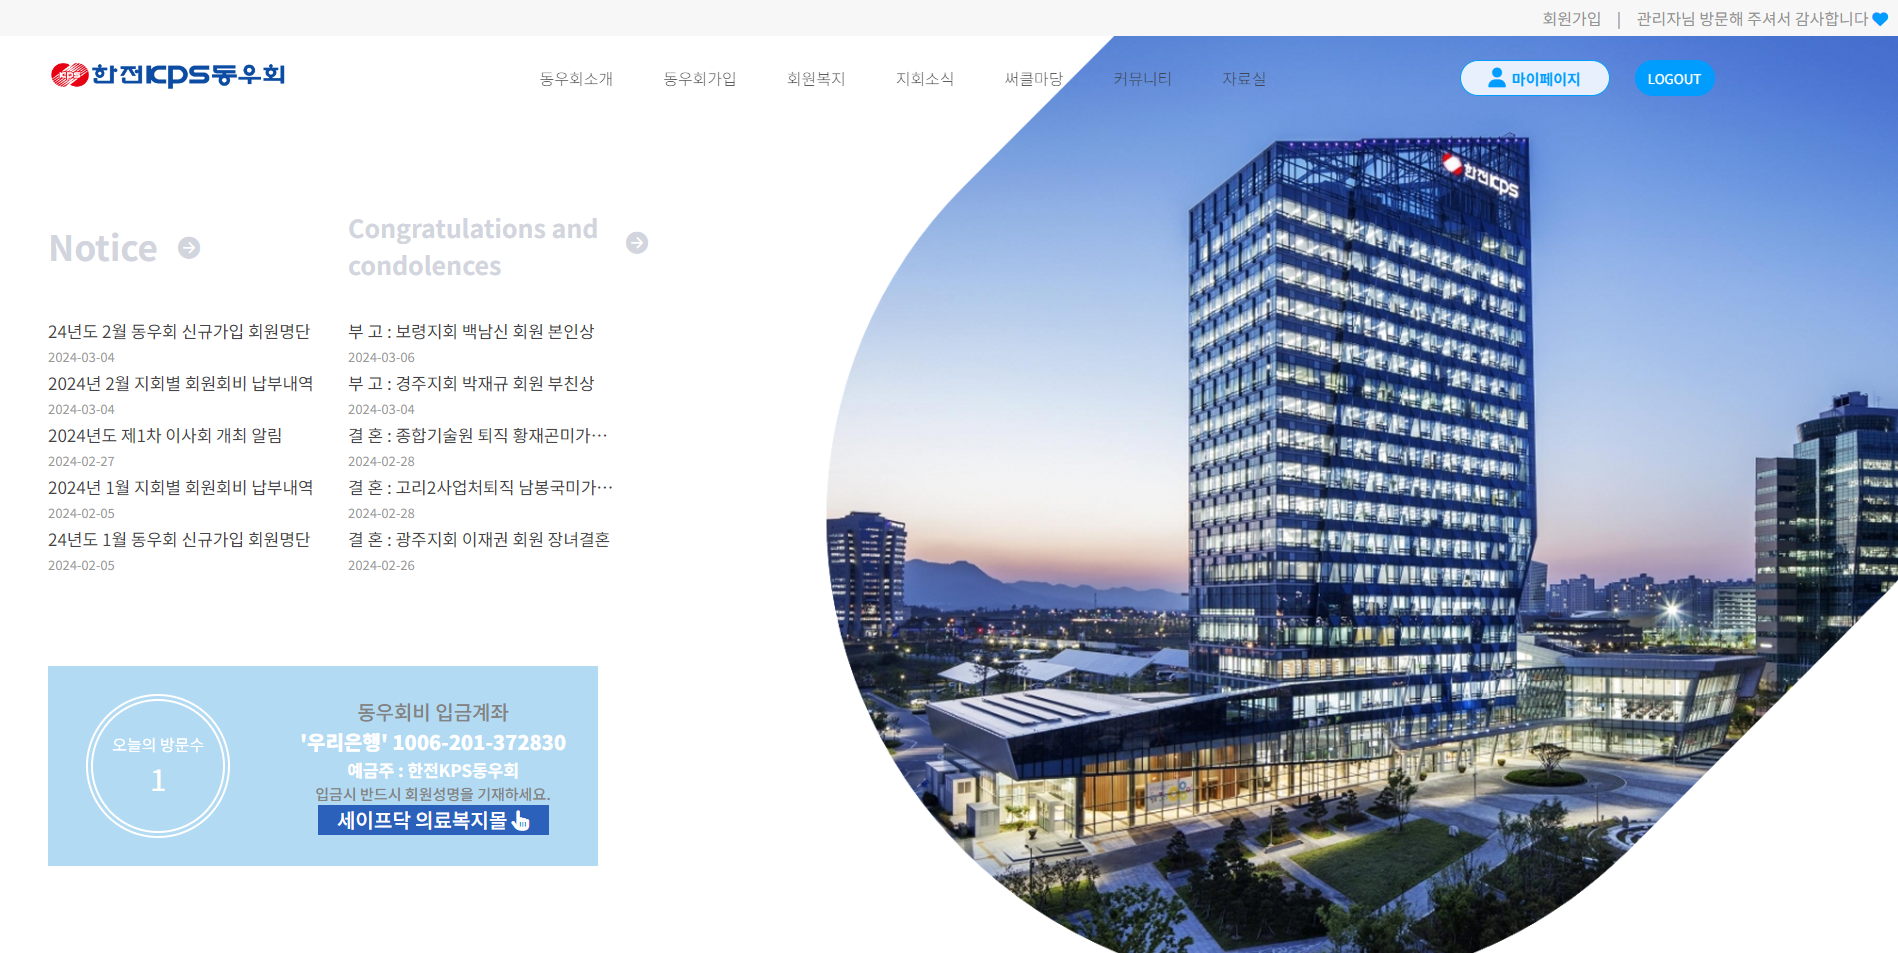 회원가입 | 관리자님 방문해 주셔서 감사합니다
KPS 한전KPS동우회
동우회소개 동우회가입 회원복지 지회소식 써클마당 커뮤니티 자료실
마이페이지 LOGOUT
한전KPS
Notice
24년도 2월 동우회 신규가입 회원명단
2024-03-04
2024년 2월 지회별 회원회비 납부내역
2024-03-04
2024년도 제1차 이사회 개최 알림
2024-02-27
2024년 1월 지회별 회원회비 납부내역
2024-02-05
24년도 1월 동우회 신규가입 회원명단
2024-02-05
Congratulations and
condolences
부 고 : 보령지회 백남신 회원 본인상
2024-03-06
부 고 : 경주지회 박재규 회원 부친상
2024-03-04
결 혼 : 종합기술원 퇴직 황재곤미가…
2024-02-28
결 혼 : 고리2사업처퇴직 남봉국미가…
2024-02-28
결 혼 : 광주지회 이재권 회원 장녀결혼
2024-02-26
오늘의 방문수
1
동우회비 입금계좌
'우리은행' 1006-201-372830
예금주 : 한전KPS동우회
입금시 반드시 회원성명을 기재하세요.
세이프닥 의료복지몰